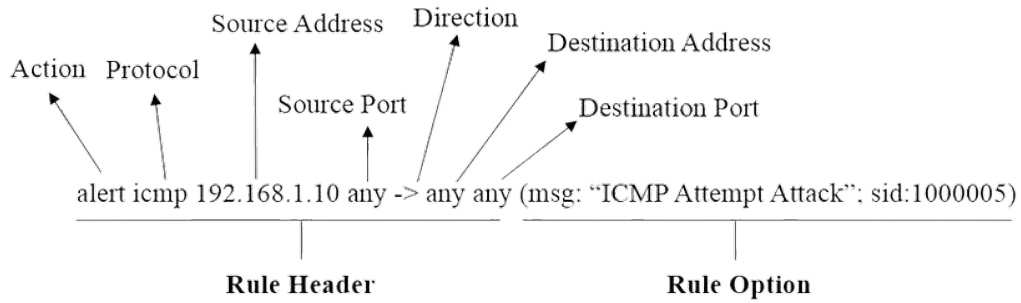 Source Address
Direction
Destination Address
Action
Protocol
Source Port
Destination Port
alert icmp 192.168.1.10 any -> any any (msg: “ICMP Attempt Attack”; sid:1000005)
Rule Header
Rule Option